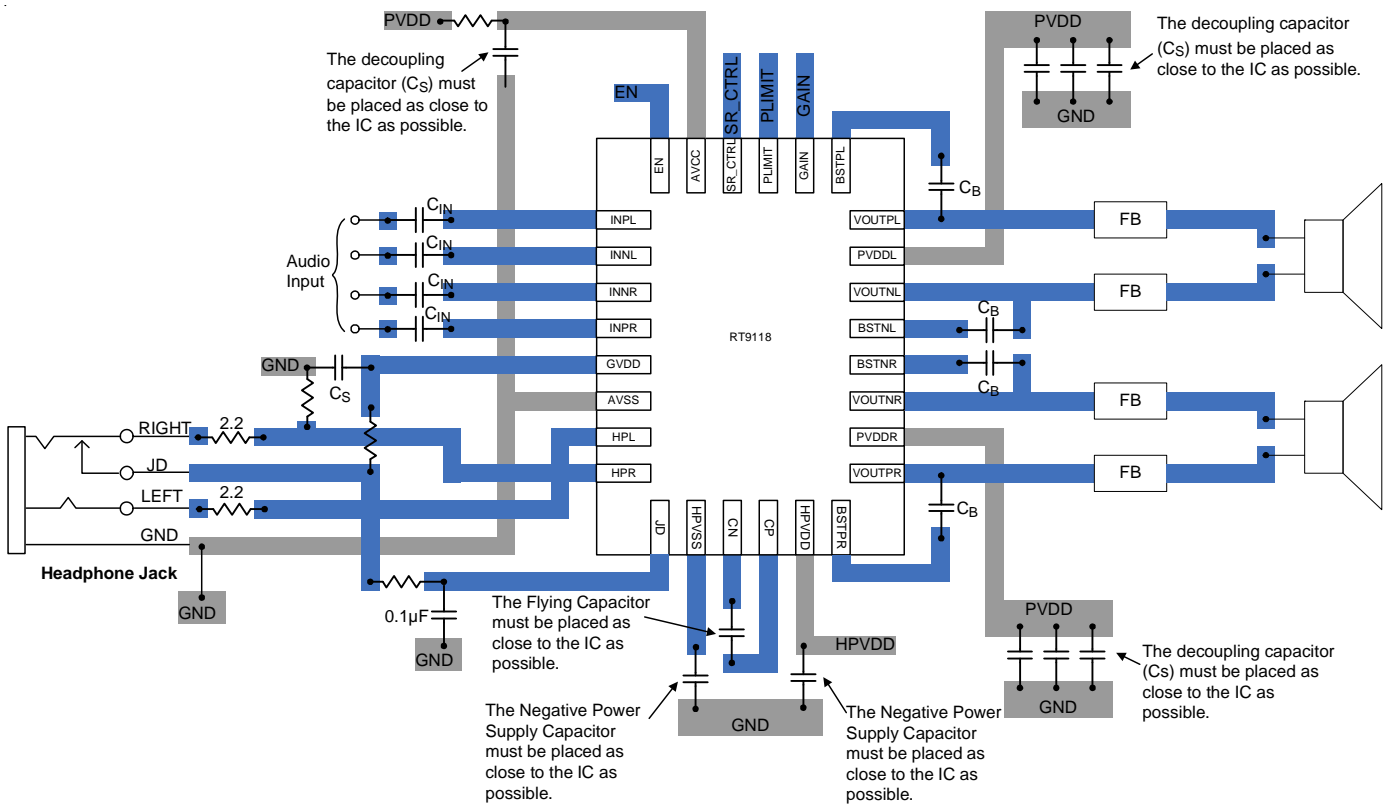 PVDD
The decoupling
capacitor (CS) must
be placed as close to
the IC as possible.
EN
SR_CTRL
PLIMIT
GAIN
PVDD
GND
The decoupling capacitor
(CS) must be placed as
close to the IC as possible.
EN
AVCC
SR_CTRL
PLIMIT
GAIN
BSTPL
CB
Audio
Input
CIN
CIN
CIN
CIN
INPL
INNL
INNR
INPR
GVDD
AVSS
HPL
HPR
RT9118
VOUTPL
PVDDL
VOUTNL
BSTNL
BSTNR
VOUTNR
PVDDR
VOUTPR
FB
FB
CB
CB
FB
FB
CB
GND
CS
RIGHT
2.2
JD
LEFT
2.2
GND
Headphone Jack
GND
JD
HPVSS
CN
CP
HPVDD
BSTPR
0.1µF
GND
The Flying Capacitor
must be placed as
close to the IC as
possible.
HPVDD
GND
The Negative Power
Supply Capacitor
must be placed as
close to the IC as
possible.
The Negative Power
Supply Capacitor
must be placed as
close to the IC as
possible.
PVDD
GND
The decoupling capacitor
(Cs) must be placed as
close to the IC as
possible.